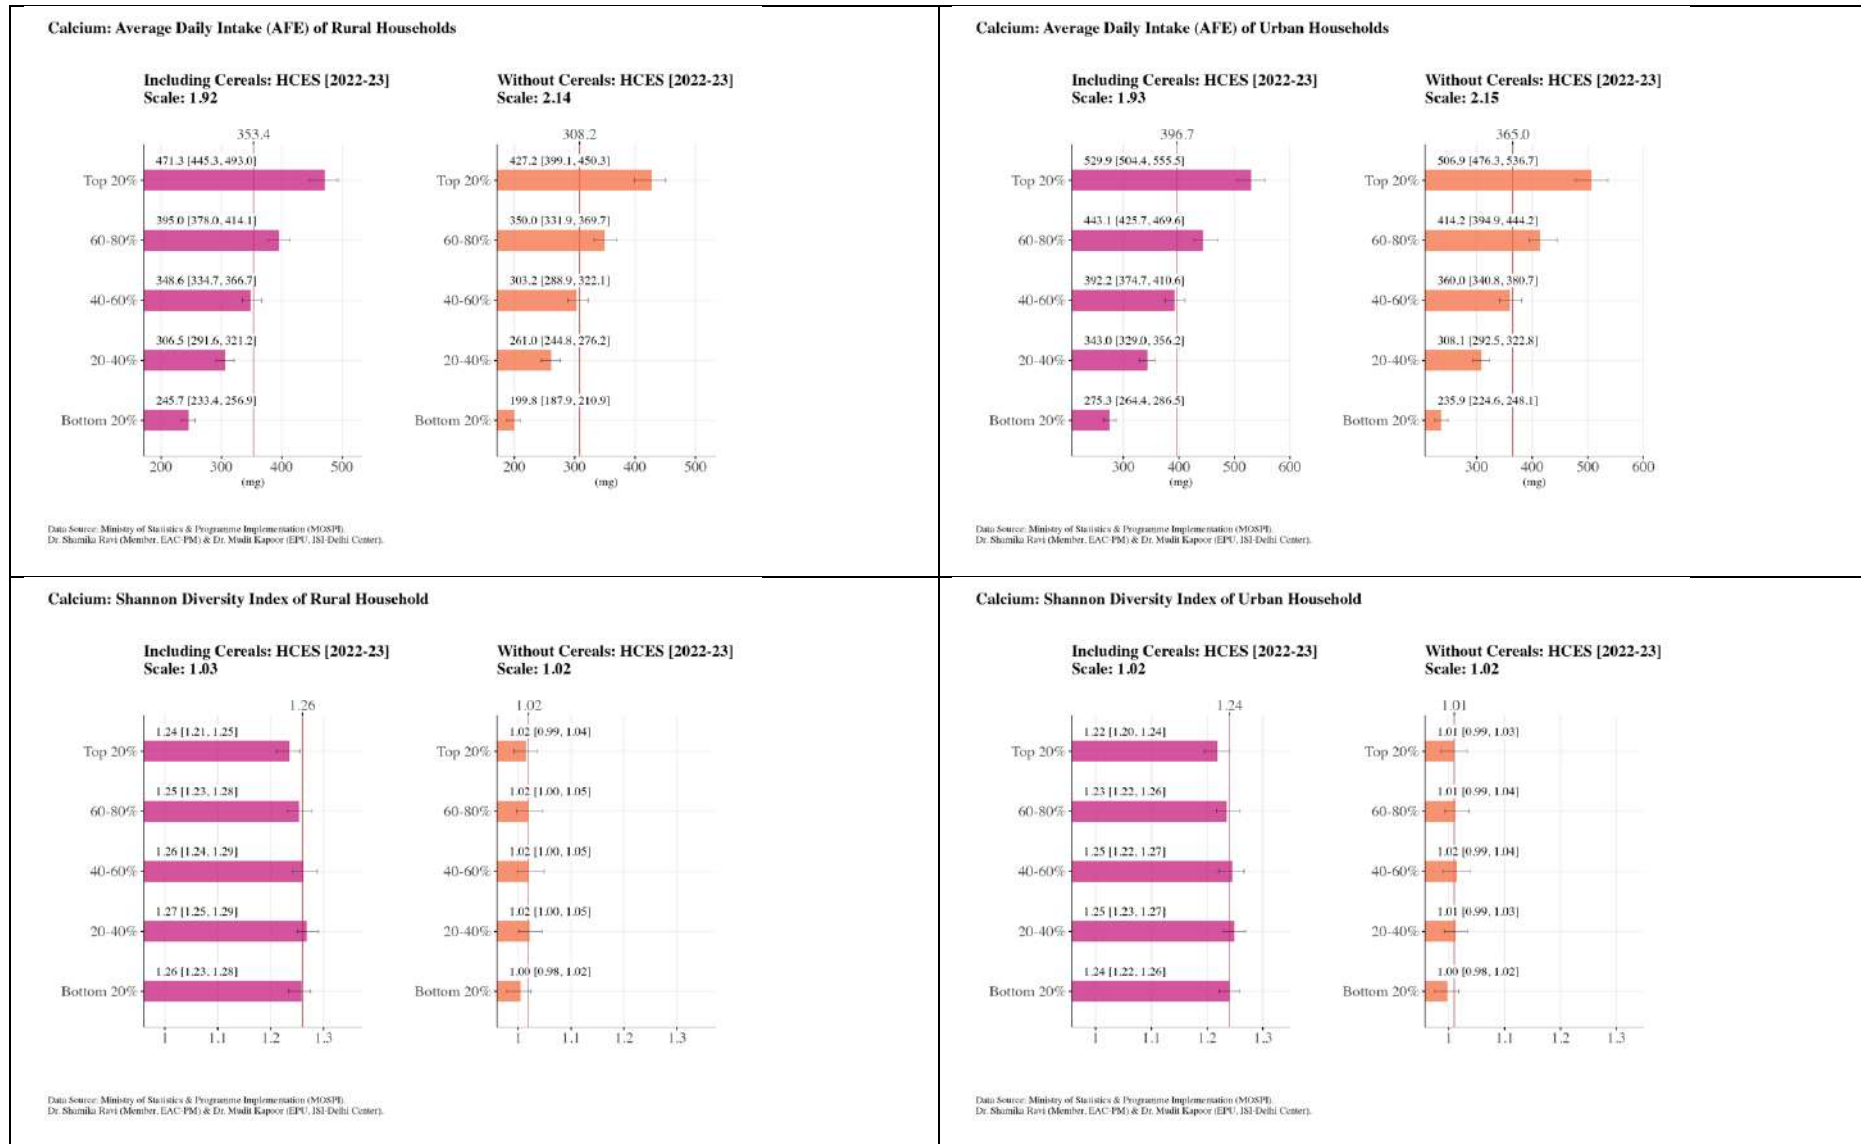 Calcium: Average Daily Intake (AFE) of Rural Households
Including Cereals: HCES [2022-23]
Scale: 1.92
353.4
Top 20%
471.3 [445.3, 493.0]
60-80%
395.0 [378.0, 414.1]
40-60%
348.6 [334.7, 366.7]
20-40%
306.5 [291.6, 321.2]
Bottom 20%
245.7 [233.4, 256.9]
200 300 400 500
(mg)
Without Cereals: HCES [2022-23]
Scale: 2.14
308.2
Top 20%
427.2 [399.1, 450.3]
60-80%
350.0 [331.9, 369.7]
40-60%
303.2 [288.9, 322.1]
20-40%
261.0 [244.8, 276.2]
Bottom 20%
199.8 [187.9, 210.9]
200 300 400 500
(mg)
Data Source: Ministry of Statistics & Programme Implementation (MOSPI).
Dr. Shamika Ravi (Member, EAC-PM) & Dr. Mudit Kapoor (EPU, ISI-Delhi Center).
Calcium: Average Daily Intake (AFE) of Urban Households
Including Cereals: HCES [2022-23]
Scale: 1.93
396.7
Top 20%
529.9 [504.4, 555.5]
60-80%
443.1 [425.7, 469.6]
40-60%
392.2 [374.7, 410.6]
20-40%
343.0 [329.0, 356.2]
Bottom 20%
275.3 [264.4, 286.5]
300 400 500 600
(mg)
Without Cereals: HCES [2022-23]
Scale: 2.15
365.0
Top 20%
506.9 [476.3, 536.7]
60-80%
414.2 [394.9, 444.2]
40-60%
360.0 [340.8, 380.7]
20-40%
308.1 [292.5, 322.8]
Bottom 20%
235.9 [224.6, 248.1]
300 400 500 600
(mg)
Data Source: Ministry of Statistics & Programme Implementation (MOSPI).
Dr. Shamika Ravi (Member, EAC-PM) & Dr. Mudit Kapoor (EPU, ISI-Delhi Center).
Calcium: Shannon Diversity Index of Rural Household
Including Cereals: HCES [2022-23]
Scale: 1.03
1.26
Top 20%
1.24 [1.21, 1.25]
60-80%
1.25 [1.23, 1.28]
40-60%
1.26 [1.24, 1.29]
20-40%
1.27 [1.25, 1.29]
Bottom 20%
1.26 [1.23, 1.28]
1 1.1 1.2 1.3
Without Cereals: HCES [2022-23]
Scale: 1.02
1.02
Top 20%
1.02 [0.99, 1.04]
60-80%
1.02 [1.00, 1.05]
40-60%
1.02 [1.00, 1.05]
20-40%
1.02 [1.00, 1.05]
Bottom 20%
1.00 [0.98, 1.02]
1 1.1 1.2 1.3
Data Source: Ministry of Statistics & Programme Implementation (MOSPI).
Dr. Shamika Ravi (Member, EAC-PM) & Dr. Mudit Kapoor (EPU, ISI-Delhi Center).
Calcium: Shannon Diversity Index of Urban Household
Including Cereals: HCES [2022-23]
Scale: 1.02
1.24
Top 20%
1.22 [1.20, 1.24]
60-80%
1.23 [1.22, 1.26]
40-60%
1.25 [1.22, 1.27]
20-40%
1.25 [1.23, 1.27]
Bottom 20%
1.24 [1.22, 1.26]
1 1.1 1.2 1.3
Without Cereals: HCES [2022-23]
Scale: 1.02
1.01
Top 20%
1.01 [0.99, 1.03]
60-80%
1.01 [0.99, 1.04]
40-60%
1.02 [0.99, 1.04]
20-40%
1.01 [0.99, 1.03]
Bottom 20%
1.00 [0.98, 1.02]
1 1.1 1.2 1.3
Data Source: Ministry of Statistics & Programme Implementation (MOSPI).
Dr. Shamika Ravi (Member, EAC-PM) & Dr. Mudit Kapoor (EPU, ISI-Delhi Center).